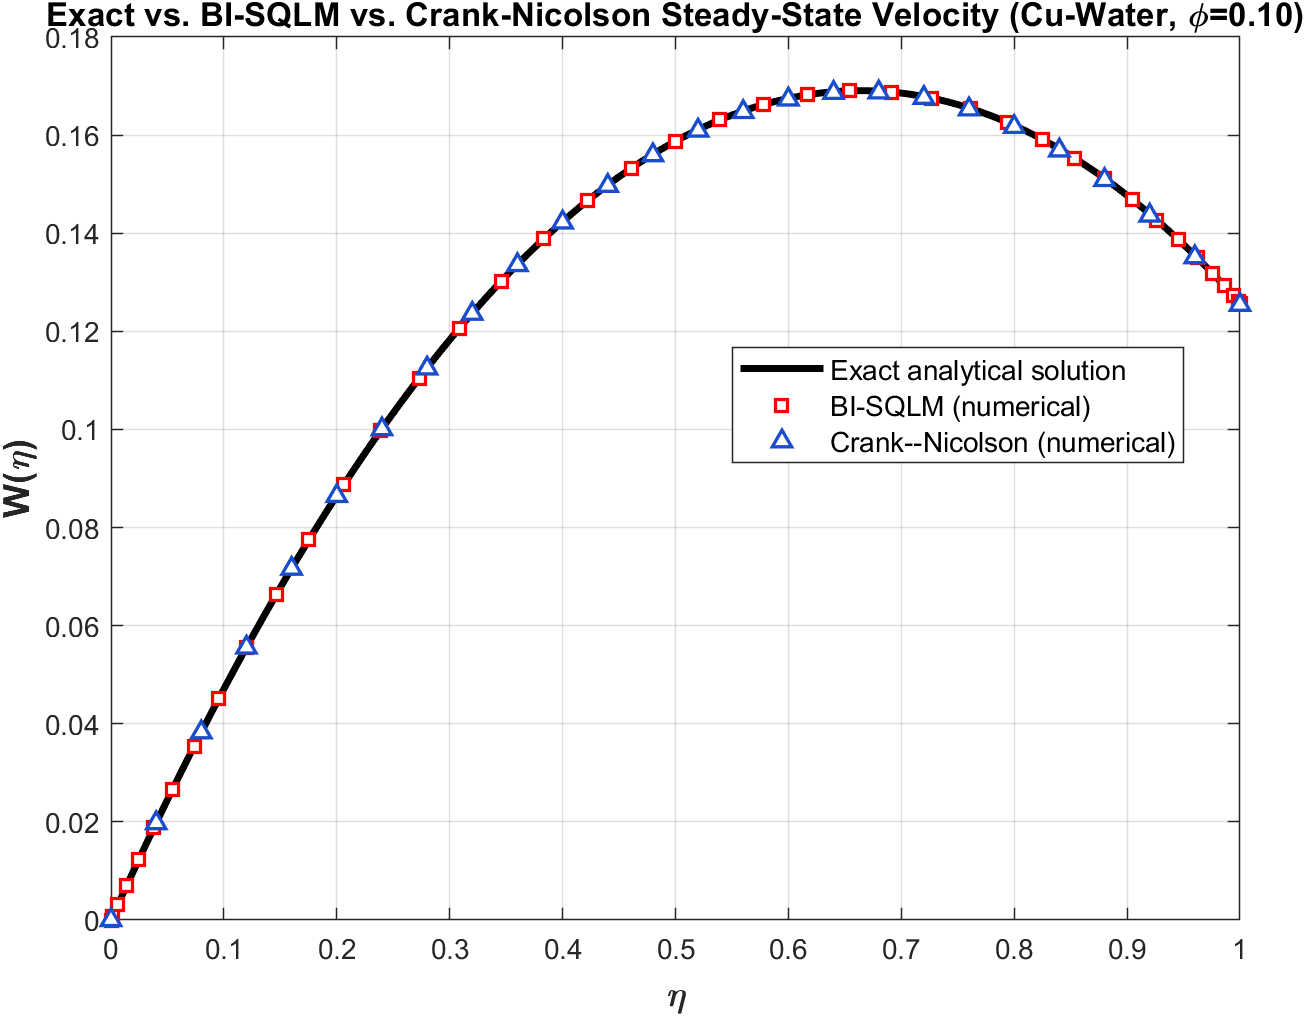 Exact vs. BI-SQLM vs. Crank-Nicolson Steady-State Velocity (Cu-Water, ϕ=0.10)
0.18
0.16
0.14
0.12
0.1
0.08
0.06
0.04
0.02
0
W(η)
Exact analytical solution
BI-SQLM (numerical)
Crank--Nicolson (numerical)
0 0.1 0.2 0.3 0.4 0.5 0.6 0.7 0.8 0.9 1
η